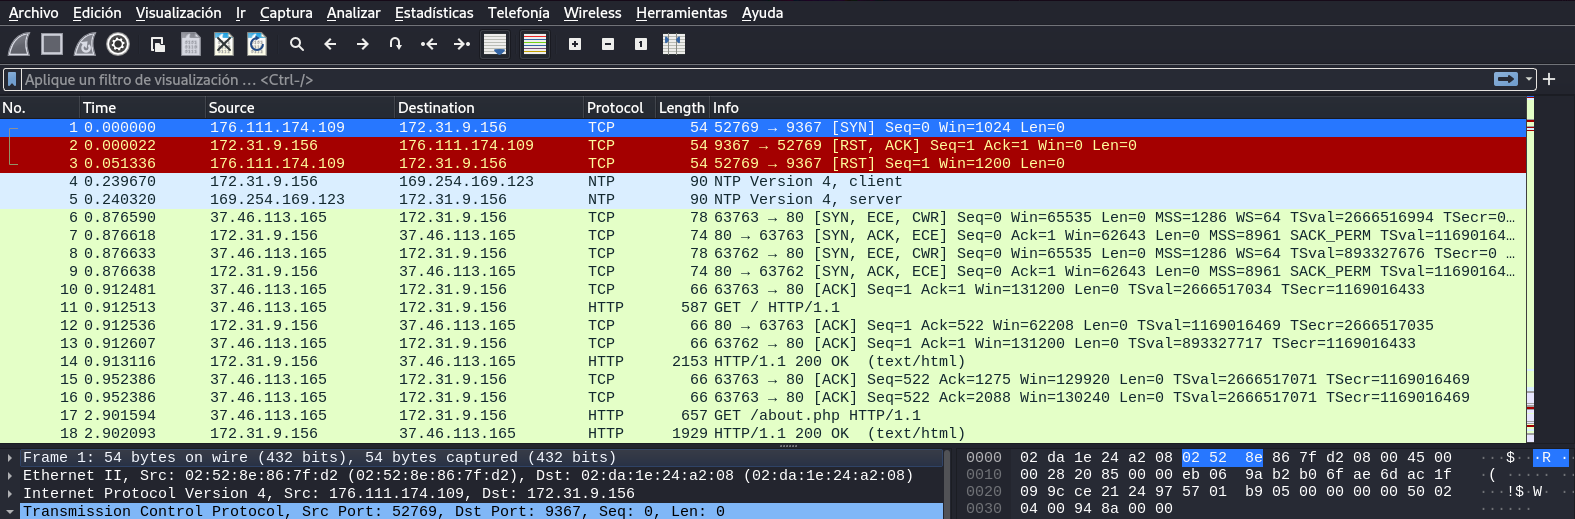 Archivo Edición Visualización Ir Captura Analizar Estadísticas Telefonía Wireless Herramientas Ayuda
Aplique un filtro de visualización … <Ctrl-/>
No. Time Source Destination Protocol Length Info
1 0.000000 176.111.174.109 172.31.9.156 TCP 54 52769 → 9367 [SYN] Seq=0 Win=1024 Len=0
2 0.000022 172.31.9.156 176.111.174.109 TCP 54 9367 → 52769 [RST, ACK] Seq=1 Ack=1 Win=0 Len=0
3 0.051336 176.111.174.109 172.31.9.156 TCP 54 52769 → 9367 [RST] Seq=1 Win=1200 Len=0
4 0.239670 172.31.9.156 169.254.169.123 NTP 90 NTP Version 4, client
5 0.240320 169.254.169.123 172.31.9.156 NTP 90 NTP Version 4, server
6 0.876590 37.46.113.165 172.31.9.156 TCP 78 63763 → 80 [SYN, ECE, CWR] Seq=0 Win=65535 Len=0 MSS=1286 WS=64 TSval=2666516994 TSecr=0…
7 0.876618 172.31.9.156 37.46.113.165 TCP 74 80 → 63763 [SYN, ACK, ECE] Seq=0 Ack=1 Win=62643 Len=0 MSS=8961 SACK_PERM TSval=11690164…
8 0.876633 37.46.113.165 172.31.9.156 TCP 78 63762 → 80 [SYN, ECE, CWR] Seq=0 Win=65535 Len=0 MSS=1286 WS=64 TSval=893327676 TSecr=0 …
9 0.876638 172.31.9.156 37.46.113.165 TCP 74 80 → 63762 [SYN, ACK, ECE] Seq=0 Ack=1 Win=62643 Len=0 MSS=8961 SACK_PERM TSval=11690164…
10 0.912481 37.46.113.165 172.31.9.156 TCP 66 63763 → 80 [ACK] Seq=1 Ack=1 Win=131200 Len=0 TSval=2666517034 TSecr=1169016433
11 0.912513 37.46.113.165 172.31.9.156 HTTP 587 GET / HTTP/1.1
12 0.912536 172.31.9.156 37.46.113.165 TCP 66 80 → 63763 [ACK] Seq=1 Ack=522 Win=62208 Len=0 TSval=1169016469 TSecr=2666517035
13 0.912607 37.46.113.165 172.31.9.156 TCP 66 63762 → 80 [ACK] Seq=1 Ack=1 Win=131200 Len=0 TSval=893327717 TSecr=1169016433
14 0.913116 172.31.9.156 37.46.113.165 HTTP 2153 HTTP/1.1 200 OK  (text/html)
15 0.952386 37.46.113.165 172.31.9.156 TCP 66 63763 → 80 [ACK] Seq=522 Ack=1275 Win=129920 Len=0 TSval=2666517071 TSecr=1169016469
16 0.952386 37.46.113.165 172.31.9.156 TCP 66 63763 → 80 [ACK] Seq=522 Ack=2088 Win=130240 Len=0 TSval=2666517071 TSecr=1169016469
17 2.901594 37.46.113.165 172.31.9.156 HTTP 657 GET /about.php HTTP/1.1
18 2.902093 172.31.9.156 37.46.113.165 HTTP 1929 HTTP/1.1 200 OK  (text/html)
Frame 1: 54 bytes on wire (432 bits), 54 bytes captured (432 bits)
Ethernet II, Src: 02:52:8e:86:7f:d2 (02:52:8e:86:7f:d2), Dst: 02:da:1e:24:a2:08 (02:da:1e:24:a2:08)
Internet Protocol Version 4, Src: 176.111.174.109, Dst: 172.31.9.156
Transmission Control Protocol, Src Port: 52769, Dst Port: 9367, Seq: 0, Len: 0
0000 02 da 1e 24 a2 08 02 52 8e 86 7f d2 08 00 45 00 ···$···R ······E·
0010 00 28 20 85 00 00 eb 06 9a b2 b0 6f ae 6d ac 1f ·( ····· ···o·m··
0020 09 9c ce 21 24 97 57 01 b9 05 00 00 00 00 50 02 ···!$·W· ······P·
0030 04 00 94 8a 00 00 ······